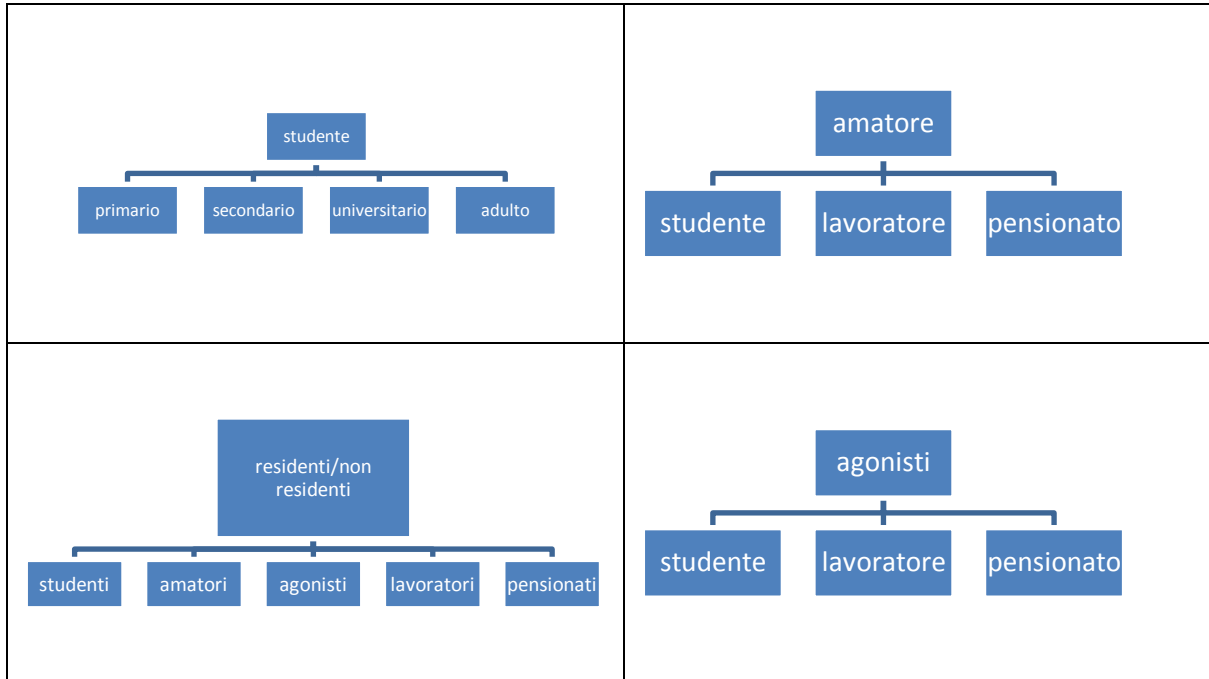 studente
primario
secondario
universitario
adulto
amatore
studente
lavoratore
pensionato
residenti/non
residenti
studenti
amatori
agonisti
lavoratori
pensionati
agonisti
studente
lavoratore
pensionato